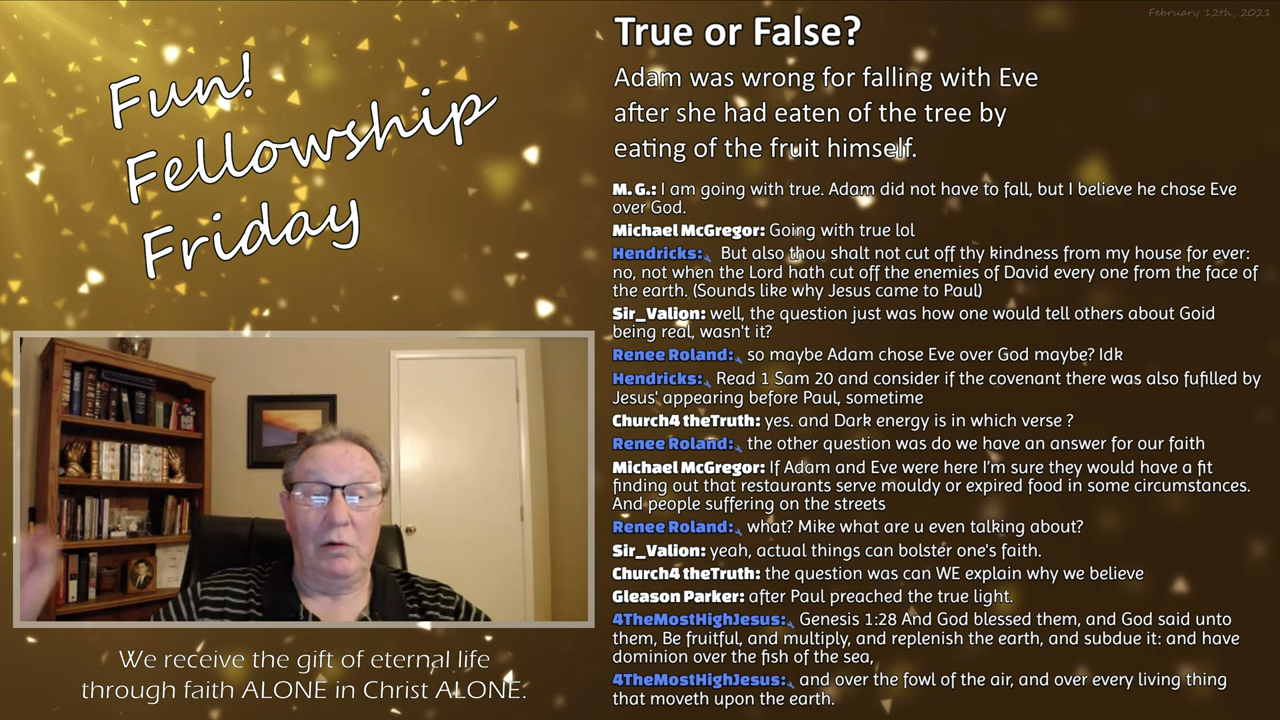 February 12th, 2021
Fun!
Fellowship
Friday
True or False?
Adam was wrong for falling with Eve
after she had eaten of the tree by
eating of the fruit himself.
M. G.: I am going with true. Adam did not have to fall, but I believe he chose Eve
over God.
Michael McGregor: Going with true lol
Hendricks: But also thou shalt not cut off thy kindness from my house for ever:
no, not when the Lord hath cut off the enemies of David every one from the face of
the earth. (Sounds like why Jesus came to Paul)
Sir_Valion: well, the question just was how one would tell others about Goid
being real, wasn't it?
Renee Roland: so maybe Adam chose Eve over God maybe? Idk
Hendricks: Read 1 Sam 20 and consider if the covenant there was also fufilled by
Jesus' appearing before Paul, sometime
Church4 theTruth: yes. and Dark energy is in which verse ?
Renee Roland: the other question was do we have an answer for our faith
Michael McGregor: If Adam and Eve were here I'm sure they would have a fit
finding out that restaurants serve mouldy or expired food in some circumstances.
And people suffering on the streets
Renee Roland: what? Mike what are u even talking about?
Sir_Valion: yeah, actual things can bolster one's faith.
Church4 theTruth: the question was can WE explain why we believe
Gleason Parker: after Paul preached the true light.
4TheMostHighJesus: Genesis 1:28 And God blessed them, and God said unto
them, Be fruitful, and multiply, and replenish the earth, and subdue it: and have
dominion over the fish of the sea,
4TheMostHighJesus: and over the fowl of the air, and over every living thing
that moveth upon the earth.
We receive the gift of eternal life
through faith ALONE in Christ ALONE.